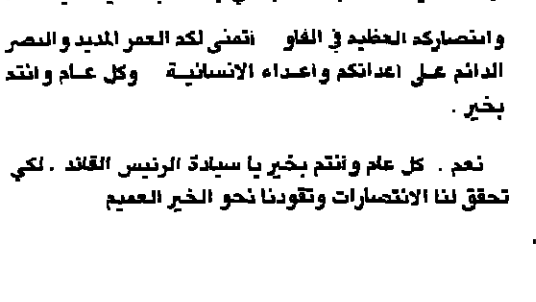 وانتصاركم العظيم في الفاو أتمنى لكم العمر المديد والنصر
الدائم على اعدائكم واعداء الانسانية وكل عام وانتم
بخير .
نعم . كل عام وانتم بخير يا سيادة الرئيس القائد . لكي
تحقق لنا الانتصارات وتقودنا نحو الخير العميم